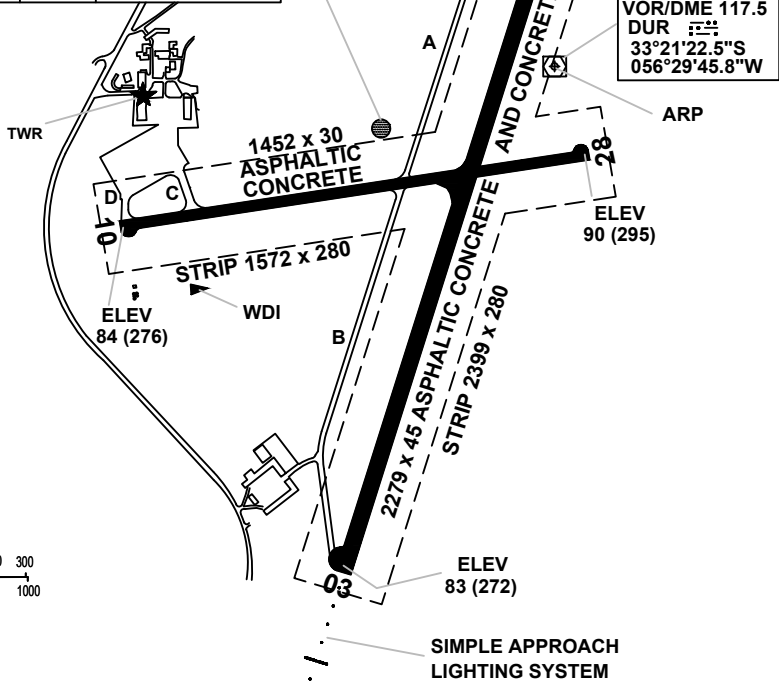 VOR/DME 117.5
DUR
33°21'22.5"S
056°29'45.8"W
A
ARP
TWR
AND CONCRETE
1452 x 30
ASPHALTIC
CONCRETE
28
D
C
10
ELEV
90 (295)
STRIP 1572 x 280
WDI
ELEV
84 (276)
B
2279 x 45 ASPHALTIC CONCRETE
STRIP 2399 x 280
300
1000
03
ELEV
83 (272)
SIMPLE APPROACH
LIGHTING SYSTEM